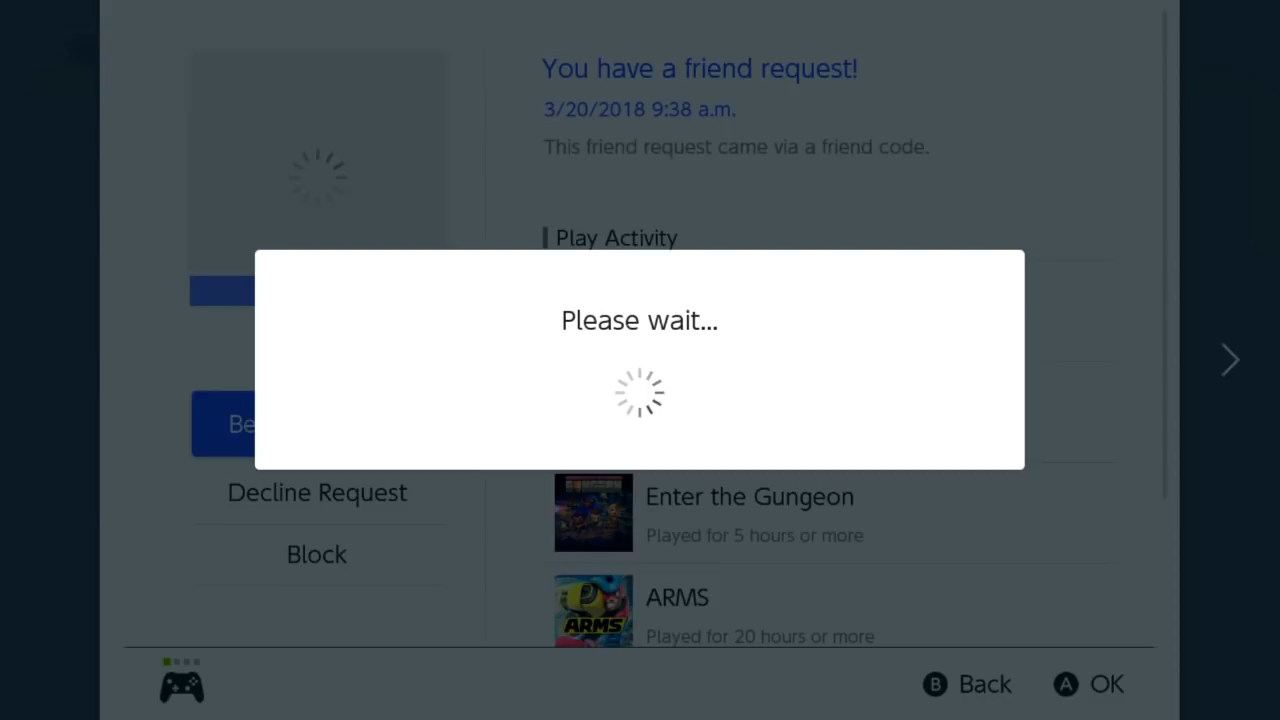 You have a friend request!
3/20/2018 9:38 a.m.
This friend request came via a friend code.
Play Activity
Please wait...
Be
Decline Request
Block
Enter the Gungeon
Played for 5 hours or more
ARMS
ARMS
Played for 20 hours or more
B Back
A OK